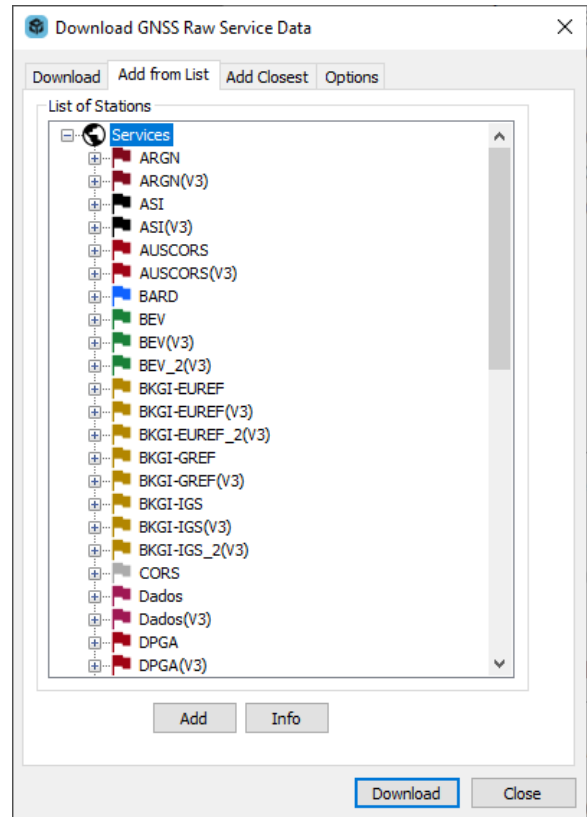 Download GNSS Raw Service Data
Download Add from List Add Closest Options
List of Stations
Services
ARGN
ARGN(V3)
ASI
ASI(V3)
AUSCORS
AUSCORS(V3)
BARD
BEV
BEV(V3)
BEV_2(V3)
BKGI-EUREF
BKGI-EUREF(V3)
BKGI-EUREF_2(V3)
BKGI-GREF
BKGI-GREF(V3)
BKGI-IGS
BKGI-IGS(V3)
BKGI-IGS_2(V3)
CORS
Dados
Dados(V3)
DPGA
DPGA(V3)
Add Info
Download Close